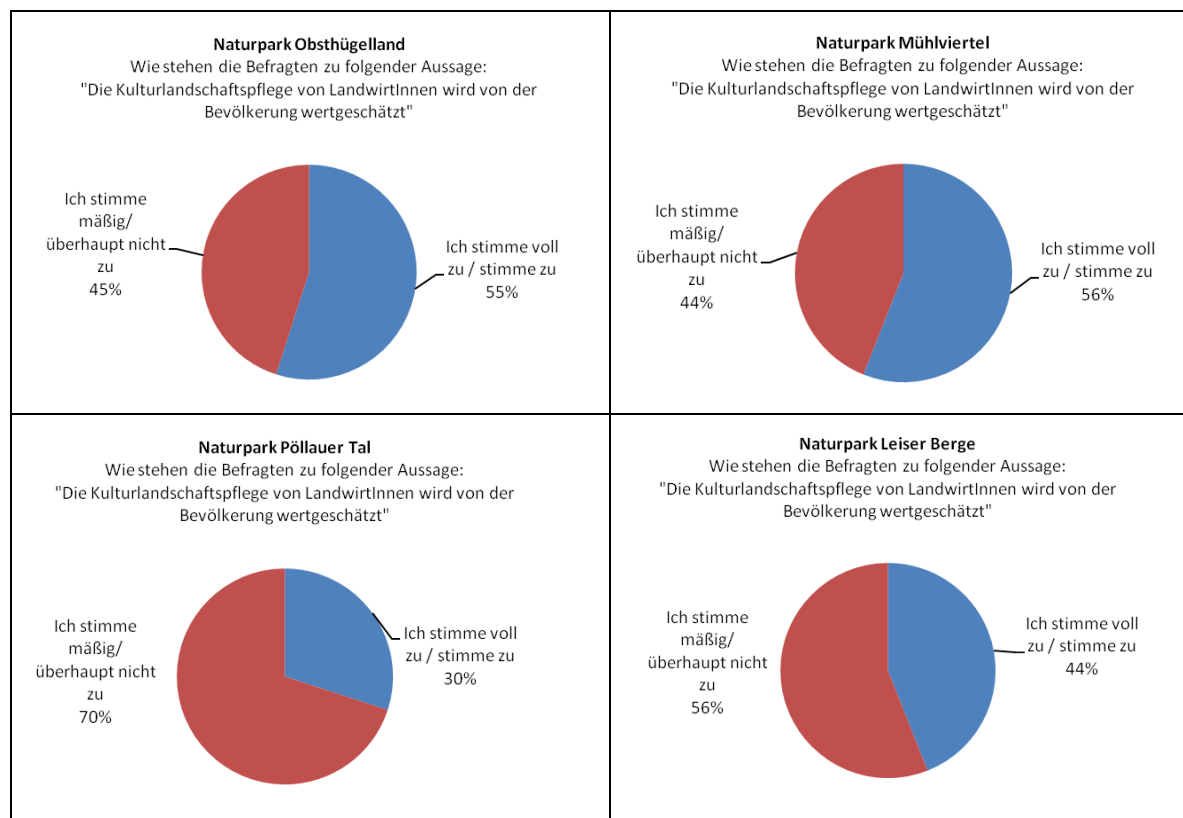 Naturpark Obsthügelland
Wie stehen die Befragten zu folgender Aussage:
"Die Kulturlandschaftspflege von LandwirtInnen wird von der
Bevölkerung wertgeschätzt"
Ich stimme
mäßig/
überhaupt nicht
zu
45%
Ich stimme voll
zu / stimme zu
55%
Naturpark Mühlviertel
Wie stehen die Befragten zu folgender Aussage:
"Die Kulturlandschaftspflege von LandwirtInnen wird von der
Bevölkerung wertgeschätzt"
Ich stimme
mäßig/
überhaupt nicht
zu
44%
Ich stimme voll
zu / stimme zu
56%
Naturpark Pöllauer Tal
Wie stehen die Befragten zu folgender Aussage:
"Die Kulturlandschaftspflege von LandwirtInnen wird von der
Bevölkerung wertgeschätzt"
Ich stimme
mäßig/
überhaupt nicht
zu
70%
Ich stimme voll
zu / stimme zu
30%
Naturpark Leiser Berge
Wie stehen die Befragten zu folgender Aussage:
"Die Kulturlandschaftspflege von LandwirtInnen wird von der
Bevölkerung wertgeschätzt"
Ich stimme
mäßig/
überhaupt nicht
zu
56%
Ich stimme voll
zu / stimme zu
44%